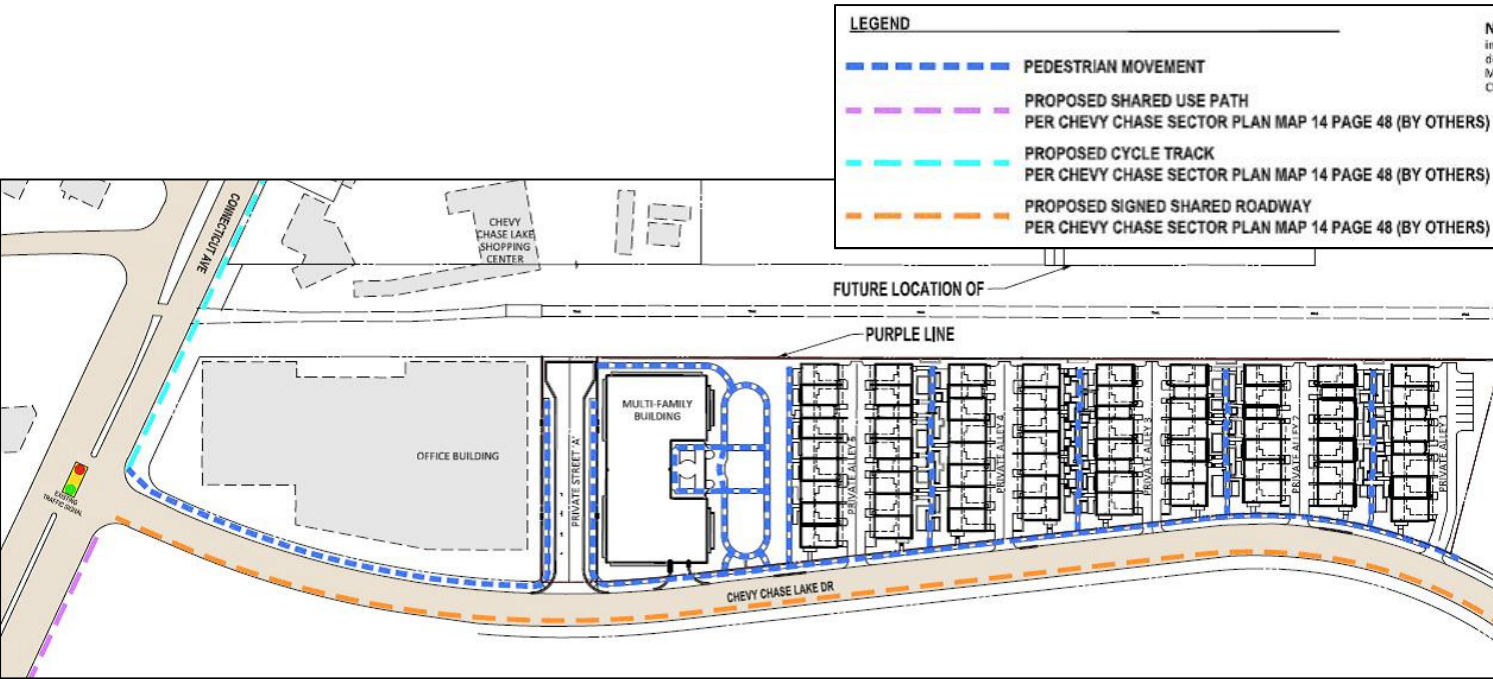 LEGEND
PEDESTRIAN MOVEMENT
PROPOSED SHARED USE PATH
PER CHEVY CHASE SECTOR PLAN MAP 14 PAGE 48 (BY OTHERS)
PROPOSED CYCLE TRACK
PER CHEVY CHASE SECTOR PLAN MAP 14 PAGE 48 (BY OTHERS)
PROPOSED SIGNED SHARED ROADWAY
PER CHEVY CHASE SECTOR PLAN MAP 14 PAGE 48 (BY OTHERS)
CONNECTICUT AVE
CHEVY
CHASE LAKE
SHOPPING
CENTER
FUTURE LOCATION OF
PURPLE LINE
OFFICE BUILDING
PRIVATE STREET 'A'
MULTI-FAMILY
BUILDING
PRIVATE ALLEY 5
PRIVATE ALLEY 4
PRIVATE ALLEY 3
PRIVATE ALLEY 2
PRIVATE ALLEY 1
EXISTING
TRAFFIC SIGNAL
CHEVY CHASE LAKE DR